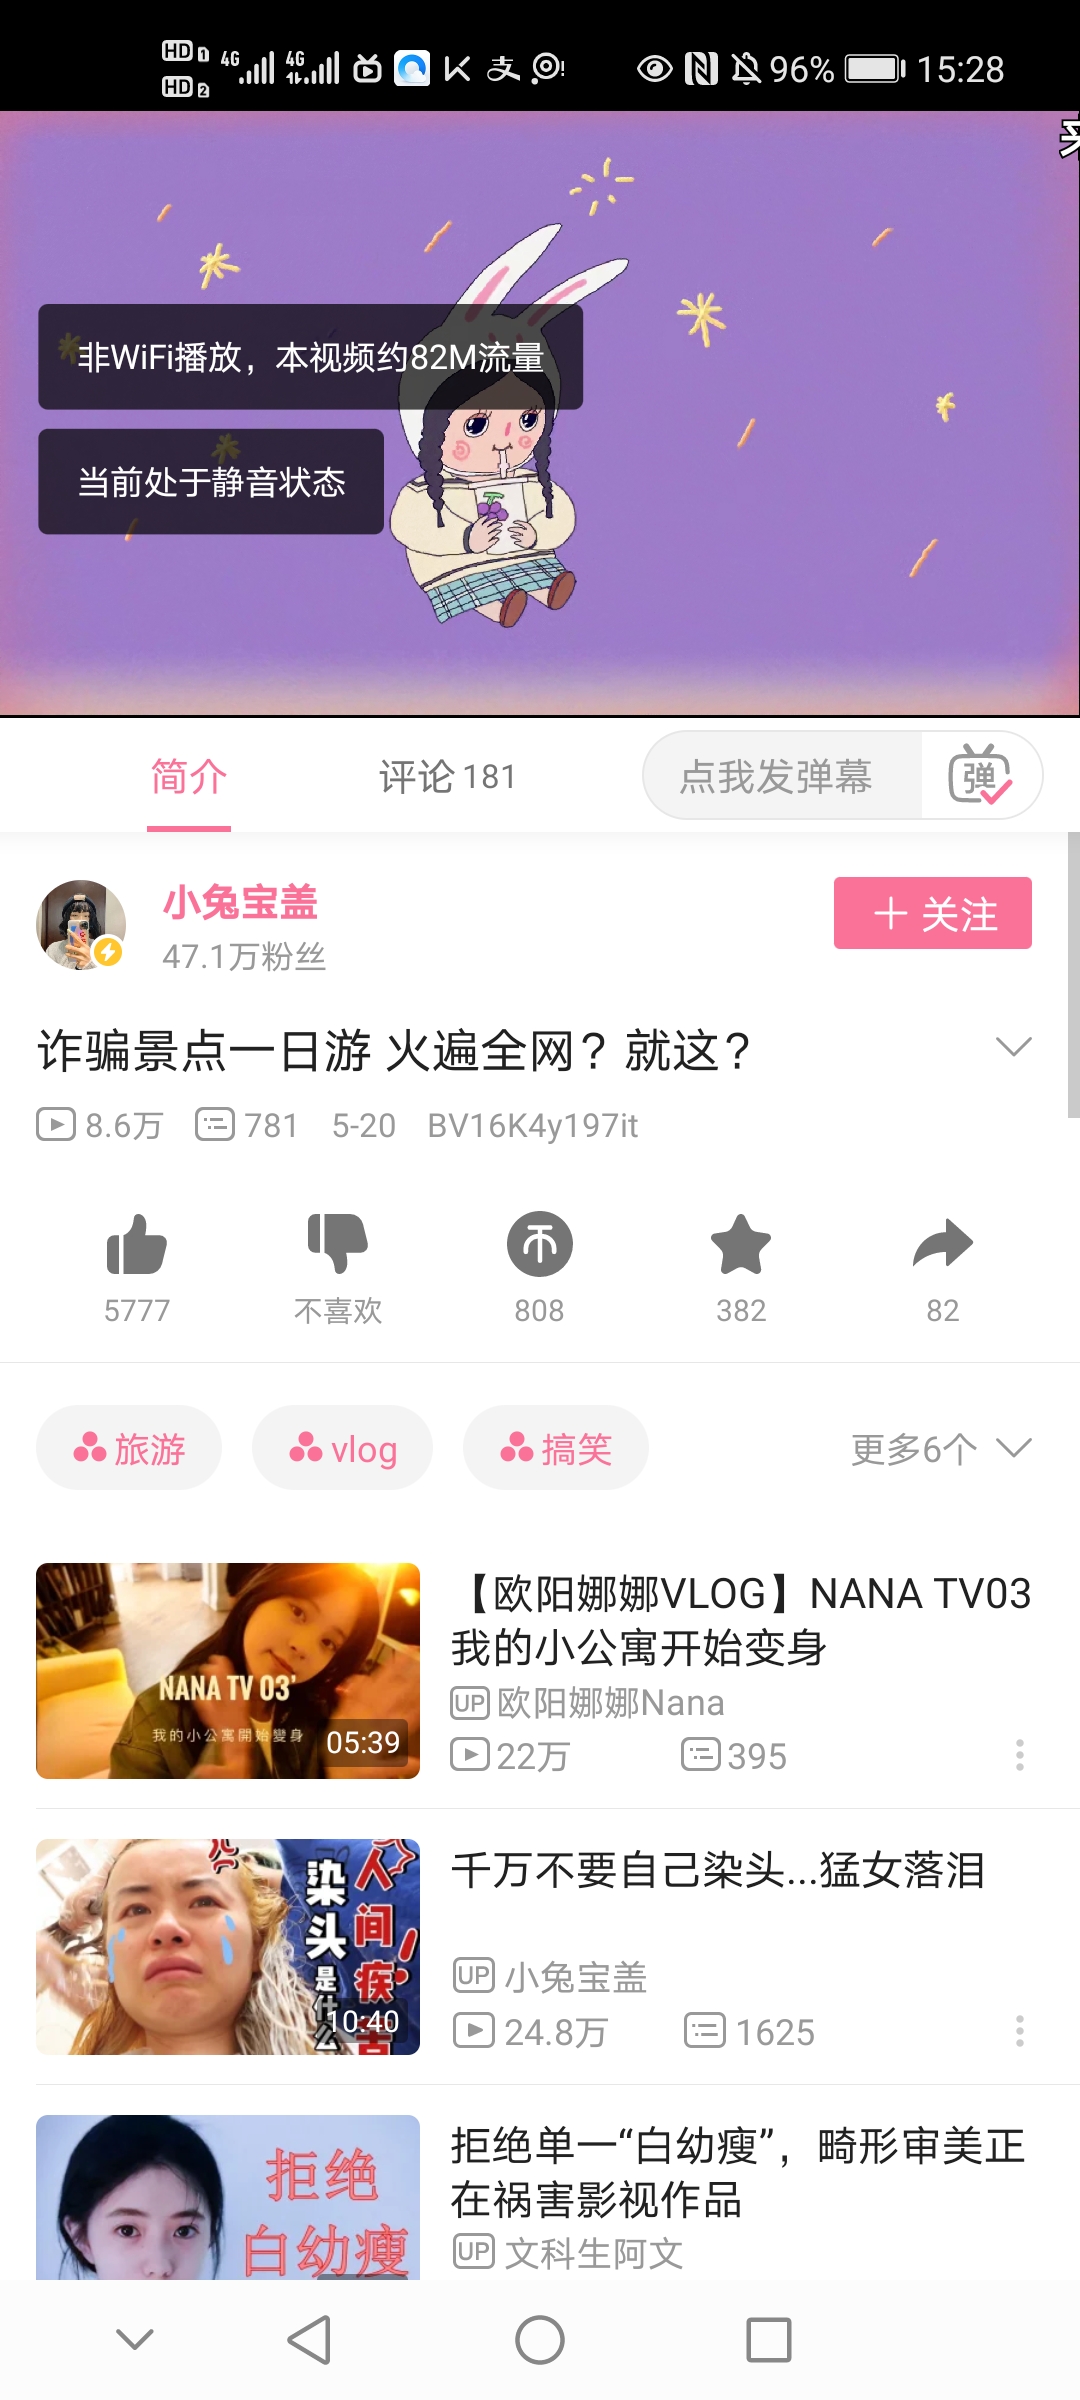 HD 1 4G 4G 96% 15:28
HD 2
非WiFi播放，本视频约82M流量
当前处于静音状态
简介 评论 181 点我发弹幕 弹
小兔宝盖
47.1万粉丝
+ 关注
诈骗景点一日游 火遍全网？就这？
8.6万 781 5-20 BV16K4y197it
5777 不喜欢 808 382 82
旅游 vlog 搞笑 更多6个
【欧阳娜娜VLOG】NANA TV03
我的小公寓开始变身
UP 欧阳娜娜Nana
22万 395
NANA TV 03'
我的小公寓開始變身
05:39
千万不要自己染头...猛女落泪
UP 小兔宝盖
24.8万 1625
人间疾苦
染头是什么
10:40
拒绝单一“白幼瘦”，畸形审美正
在祸害影视作品
UP 文科生阿文
拒绝
白幼瘦